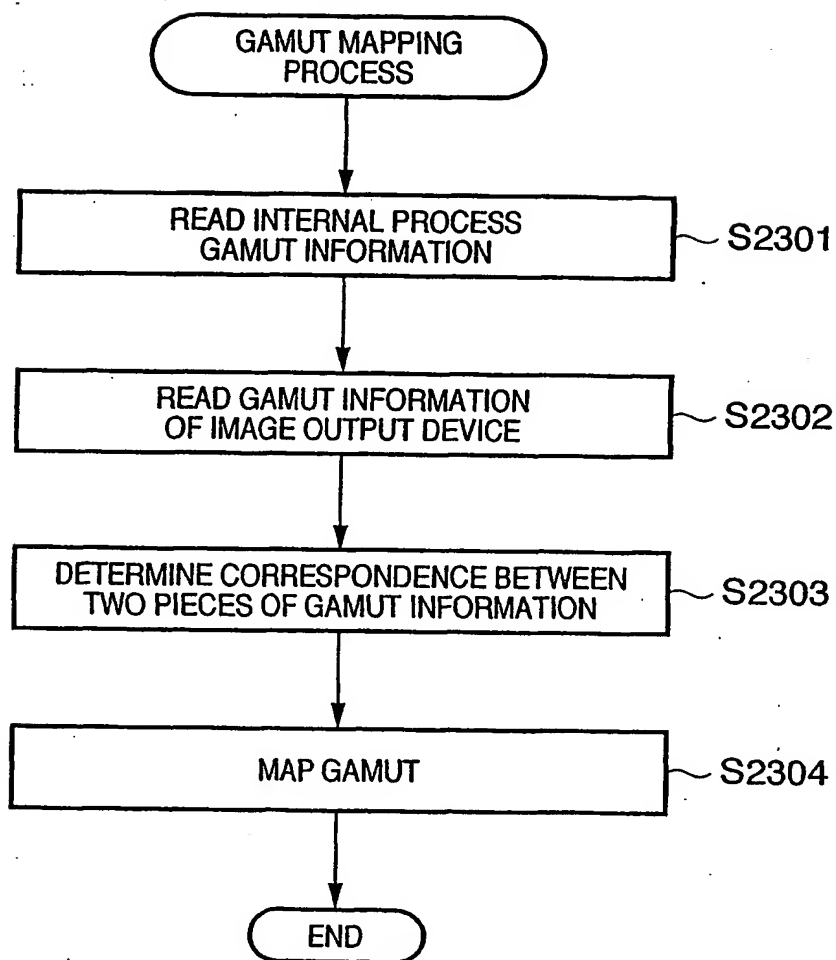 GAMUT MAPPING
PROCESS
READ INTERNAL PROCESS
GAMUT INFORMATION
S2301
READ GAMUT INFORMATION
OF IMAGE OUTPUT DEVICE
S2302
DETERMINE CORRESPONDENCE BETWEEN
TWO PIECES OF GAMUT INFORMATION
S2303
MAP GAMUT
S2304
END